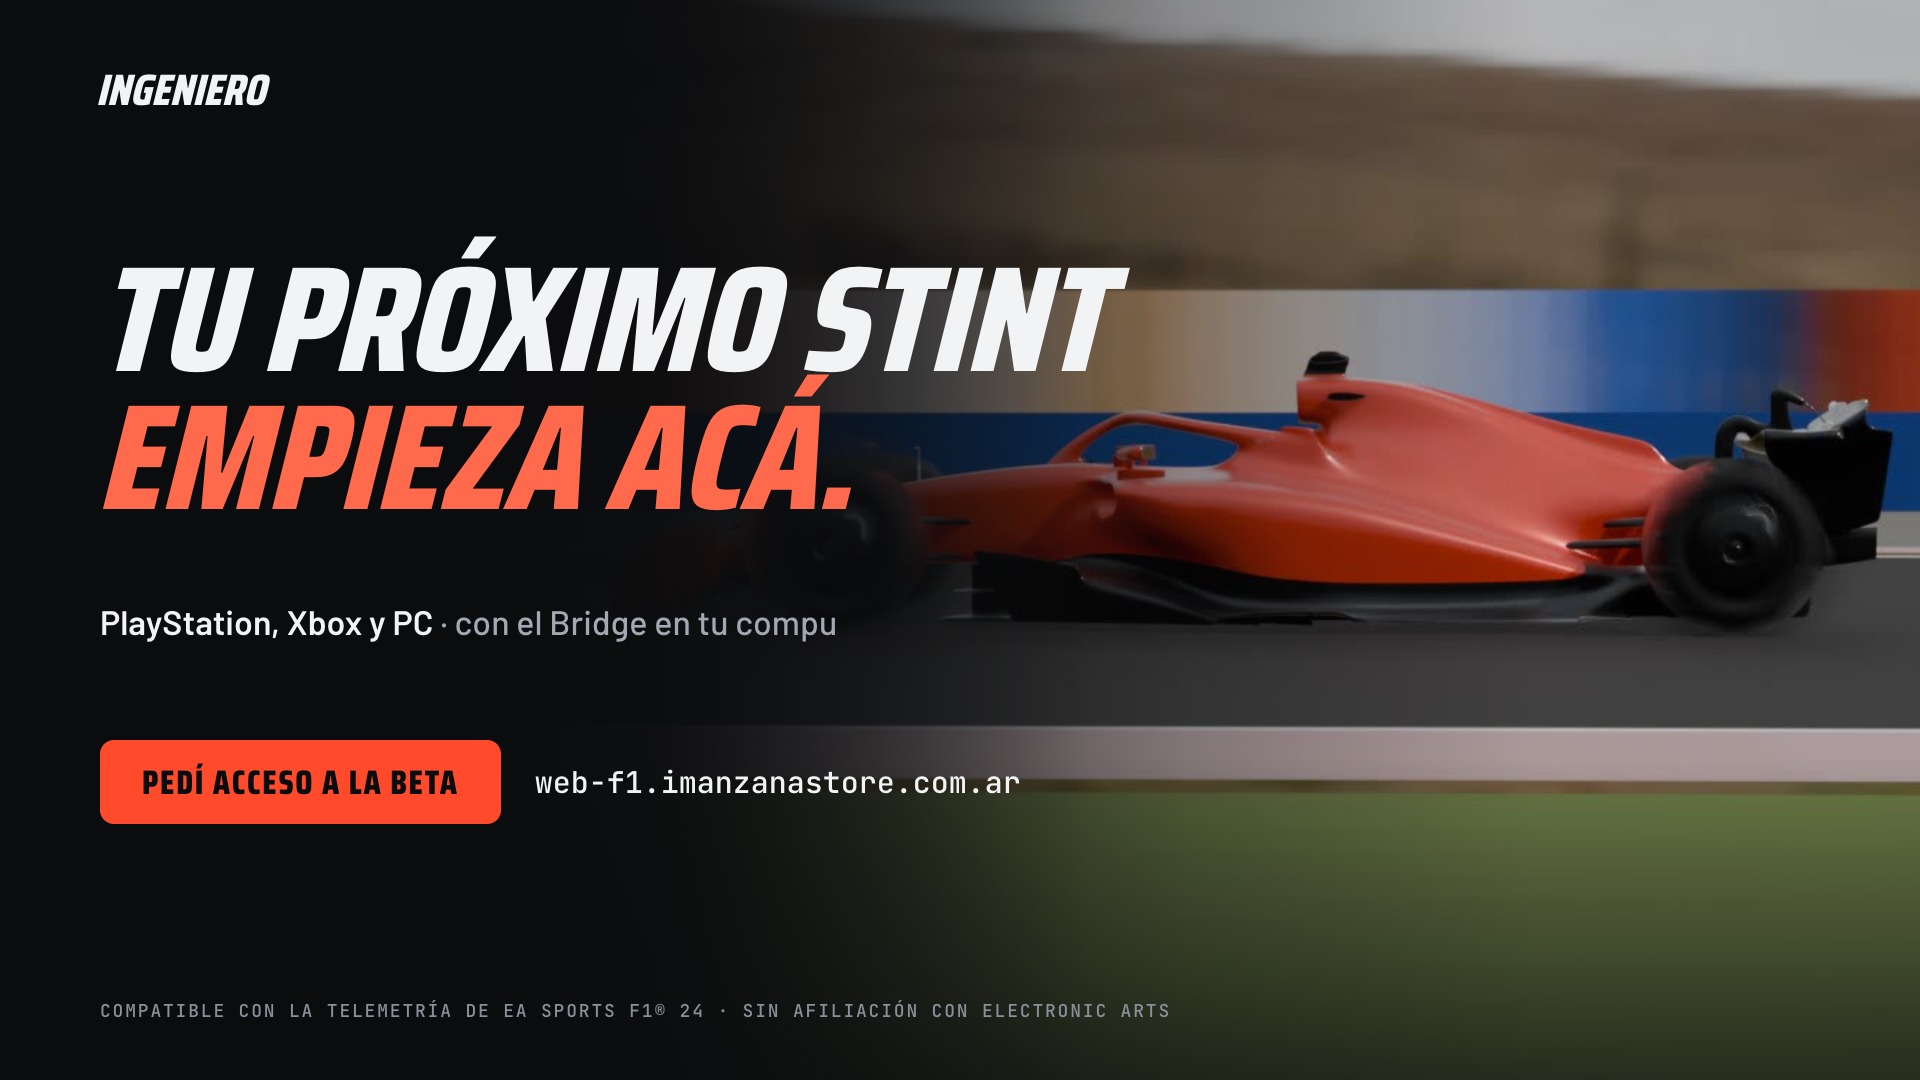 INGENIERO
TU PRÓXIMO STINT
EMPIEZA ACÁ.
PlayStation, Xbox y PC · con el Bridge en tu compu
PEDÍ ACCESO A LA BETA
web-f1.imanzanastore.com.ar
COMPATIBLE CON LA TELEMETRÍA DE EA SPORTS F1® 24 · SIN AFILIACIÓN CON ELECTRONIC ARTS